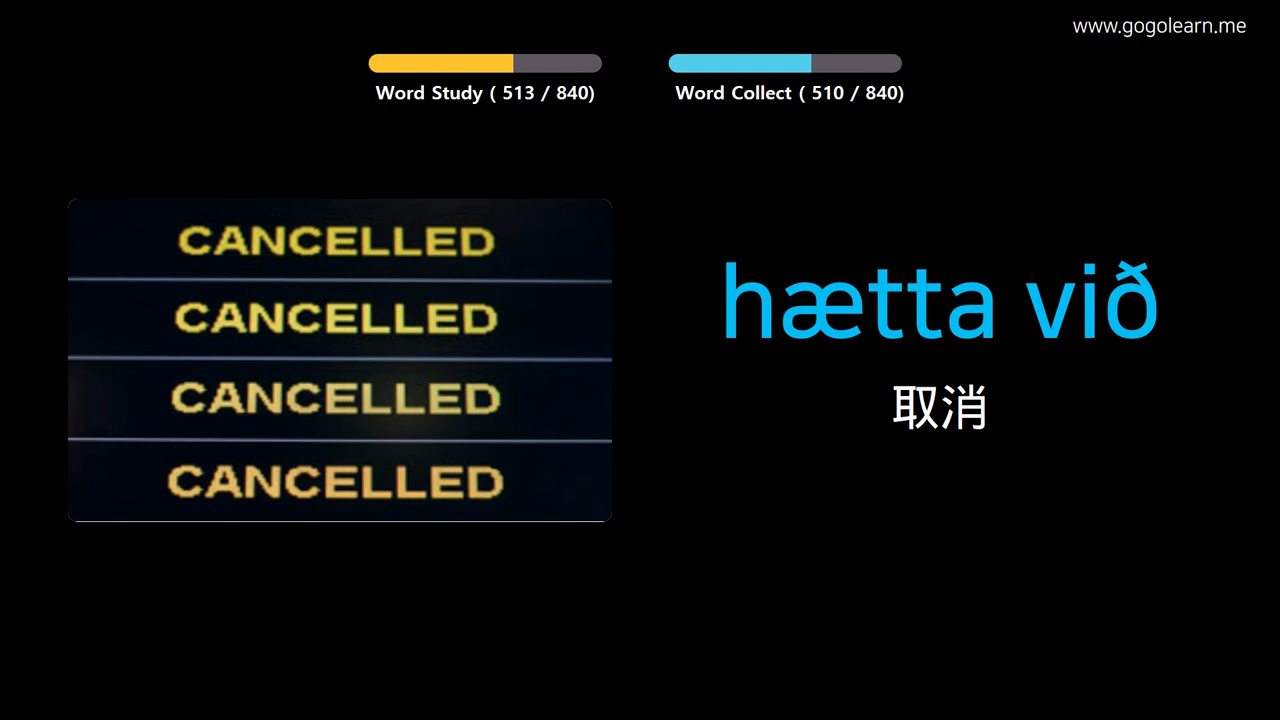 www.gogolearn.me
Word Study ( 513 / 840)
Word Collect ( 510 / 840)
CANCELLED
CANCELLED
CANCELLED
CANCELLED
hætta við
取消